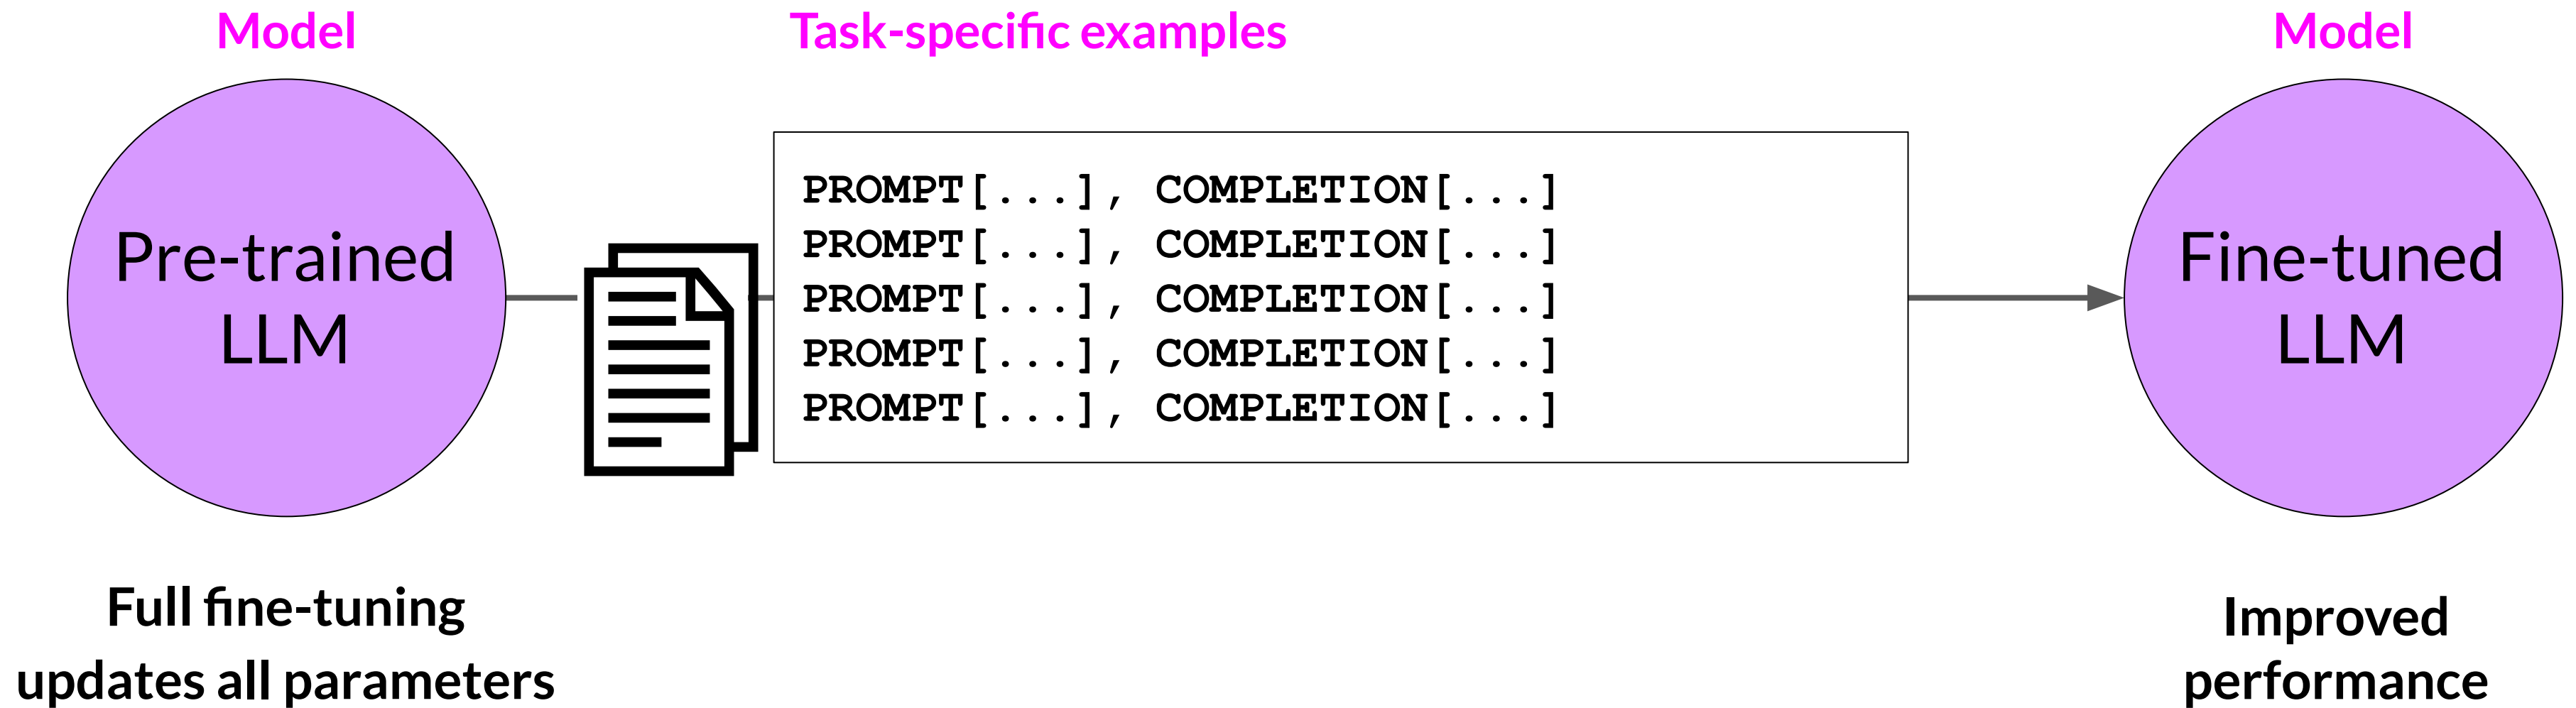 Model
Task-specific examples
Model
Pre-trained
LLM
PROMPT[...], COMPLETION[...]
PROMPT[...], COMPLETION[...]
PROMPT[...], COMPLETION[...]
PROMPT[...], COMPLETION[...]
PROMPT[...], COMPLETION[...]
Fine-tuned
LLM
Full fine-tuning
updates all parameters
Improved
performance